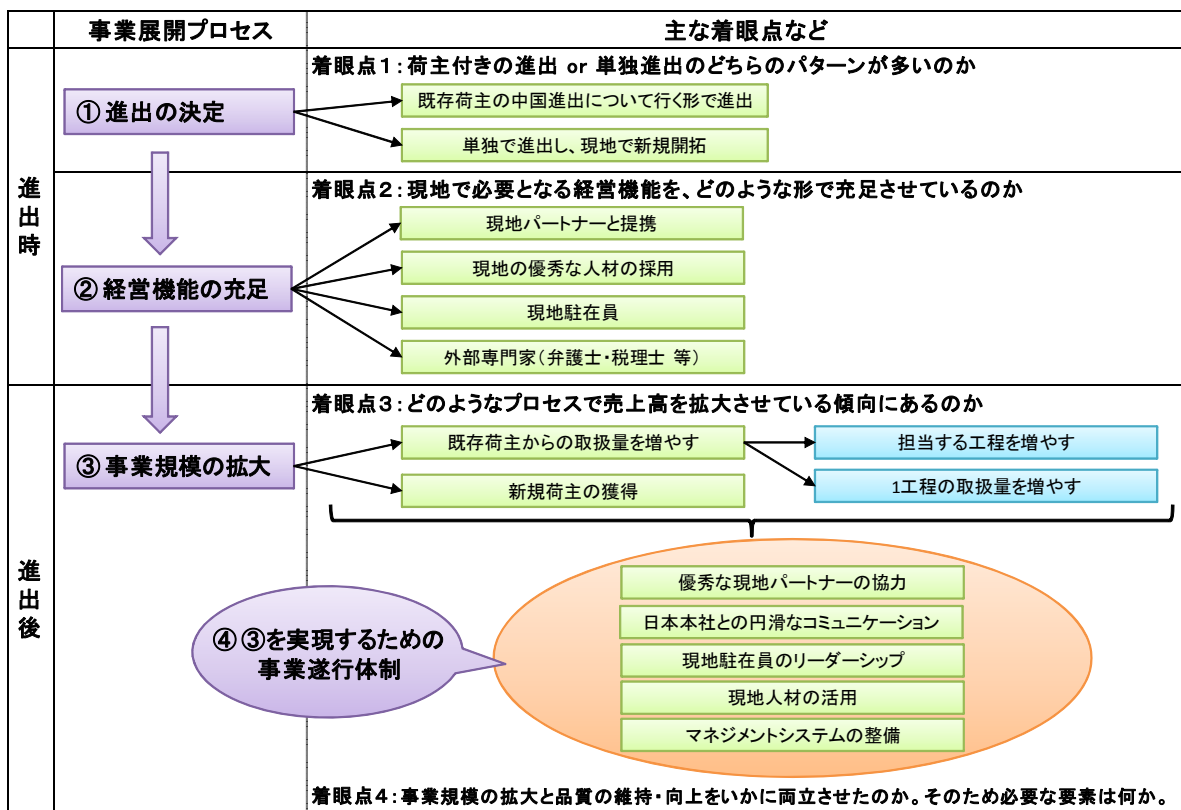 事業展開プロセス
主な着眼点など
進出時
着眼点1：荷主付きの進出 or 単独進出のどちらのパターンが多いのか
① 進出の決定
既存荷主の中国進出について行く形で進出
単独で進出し、現地で新規開拓
着眼点2：現地で必要となる経営機能を、どのような形で充足させているのか
② 経営機能の充足
現地パートナーと提携
現地の優秀な人材の採用
現地駐在員
外部専門家（弁護士・税理士 等）
進出後
着眼点3：どのようなプロセスで売上高を拡大させている傾向にあるのか
③ 事業規模の拡大
既存荷主からの取扱量を増やす
担当する工程を増やす
新規荷主の獲得
1工程の取扱量を増やす
④ ③を実現するための
事業遂行体制
優秀な現地パートナーの協力
日本本社との円滑なコミュニケーション
現地駐在員のリーダーシップ
現地人材の活用
マネジメントシステムの整備
着眼点4：事業規模の拡大と品質の維持・向上をいかに両立させたのか。そのため必要な要素は何か。